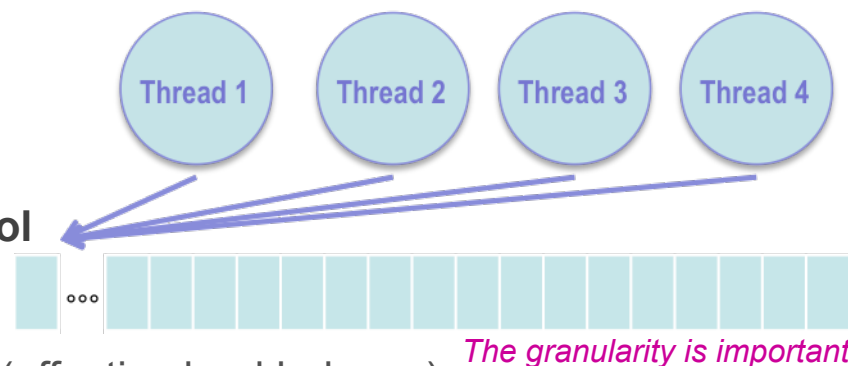 Thread 1 Thread 2 Thread 3 Thread 4
ol
The granularity is important